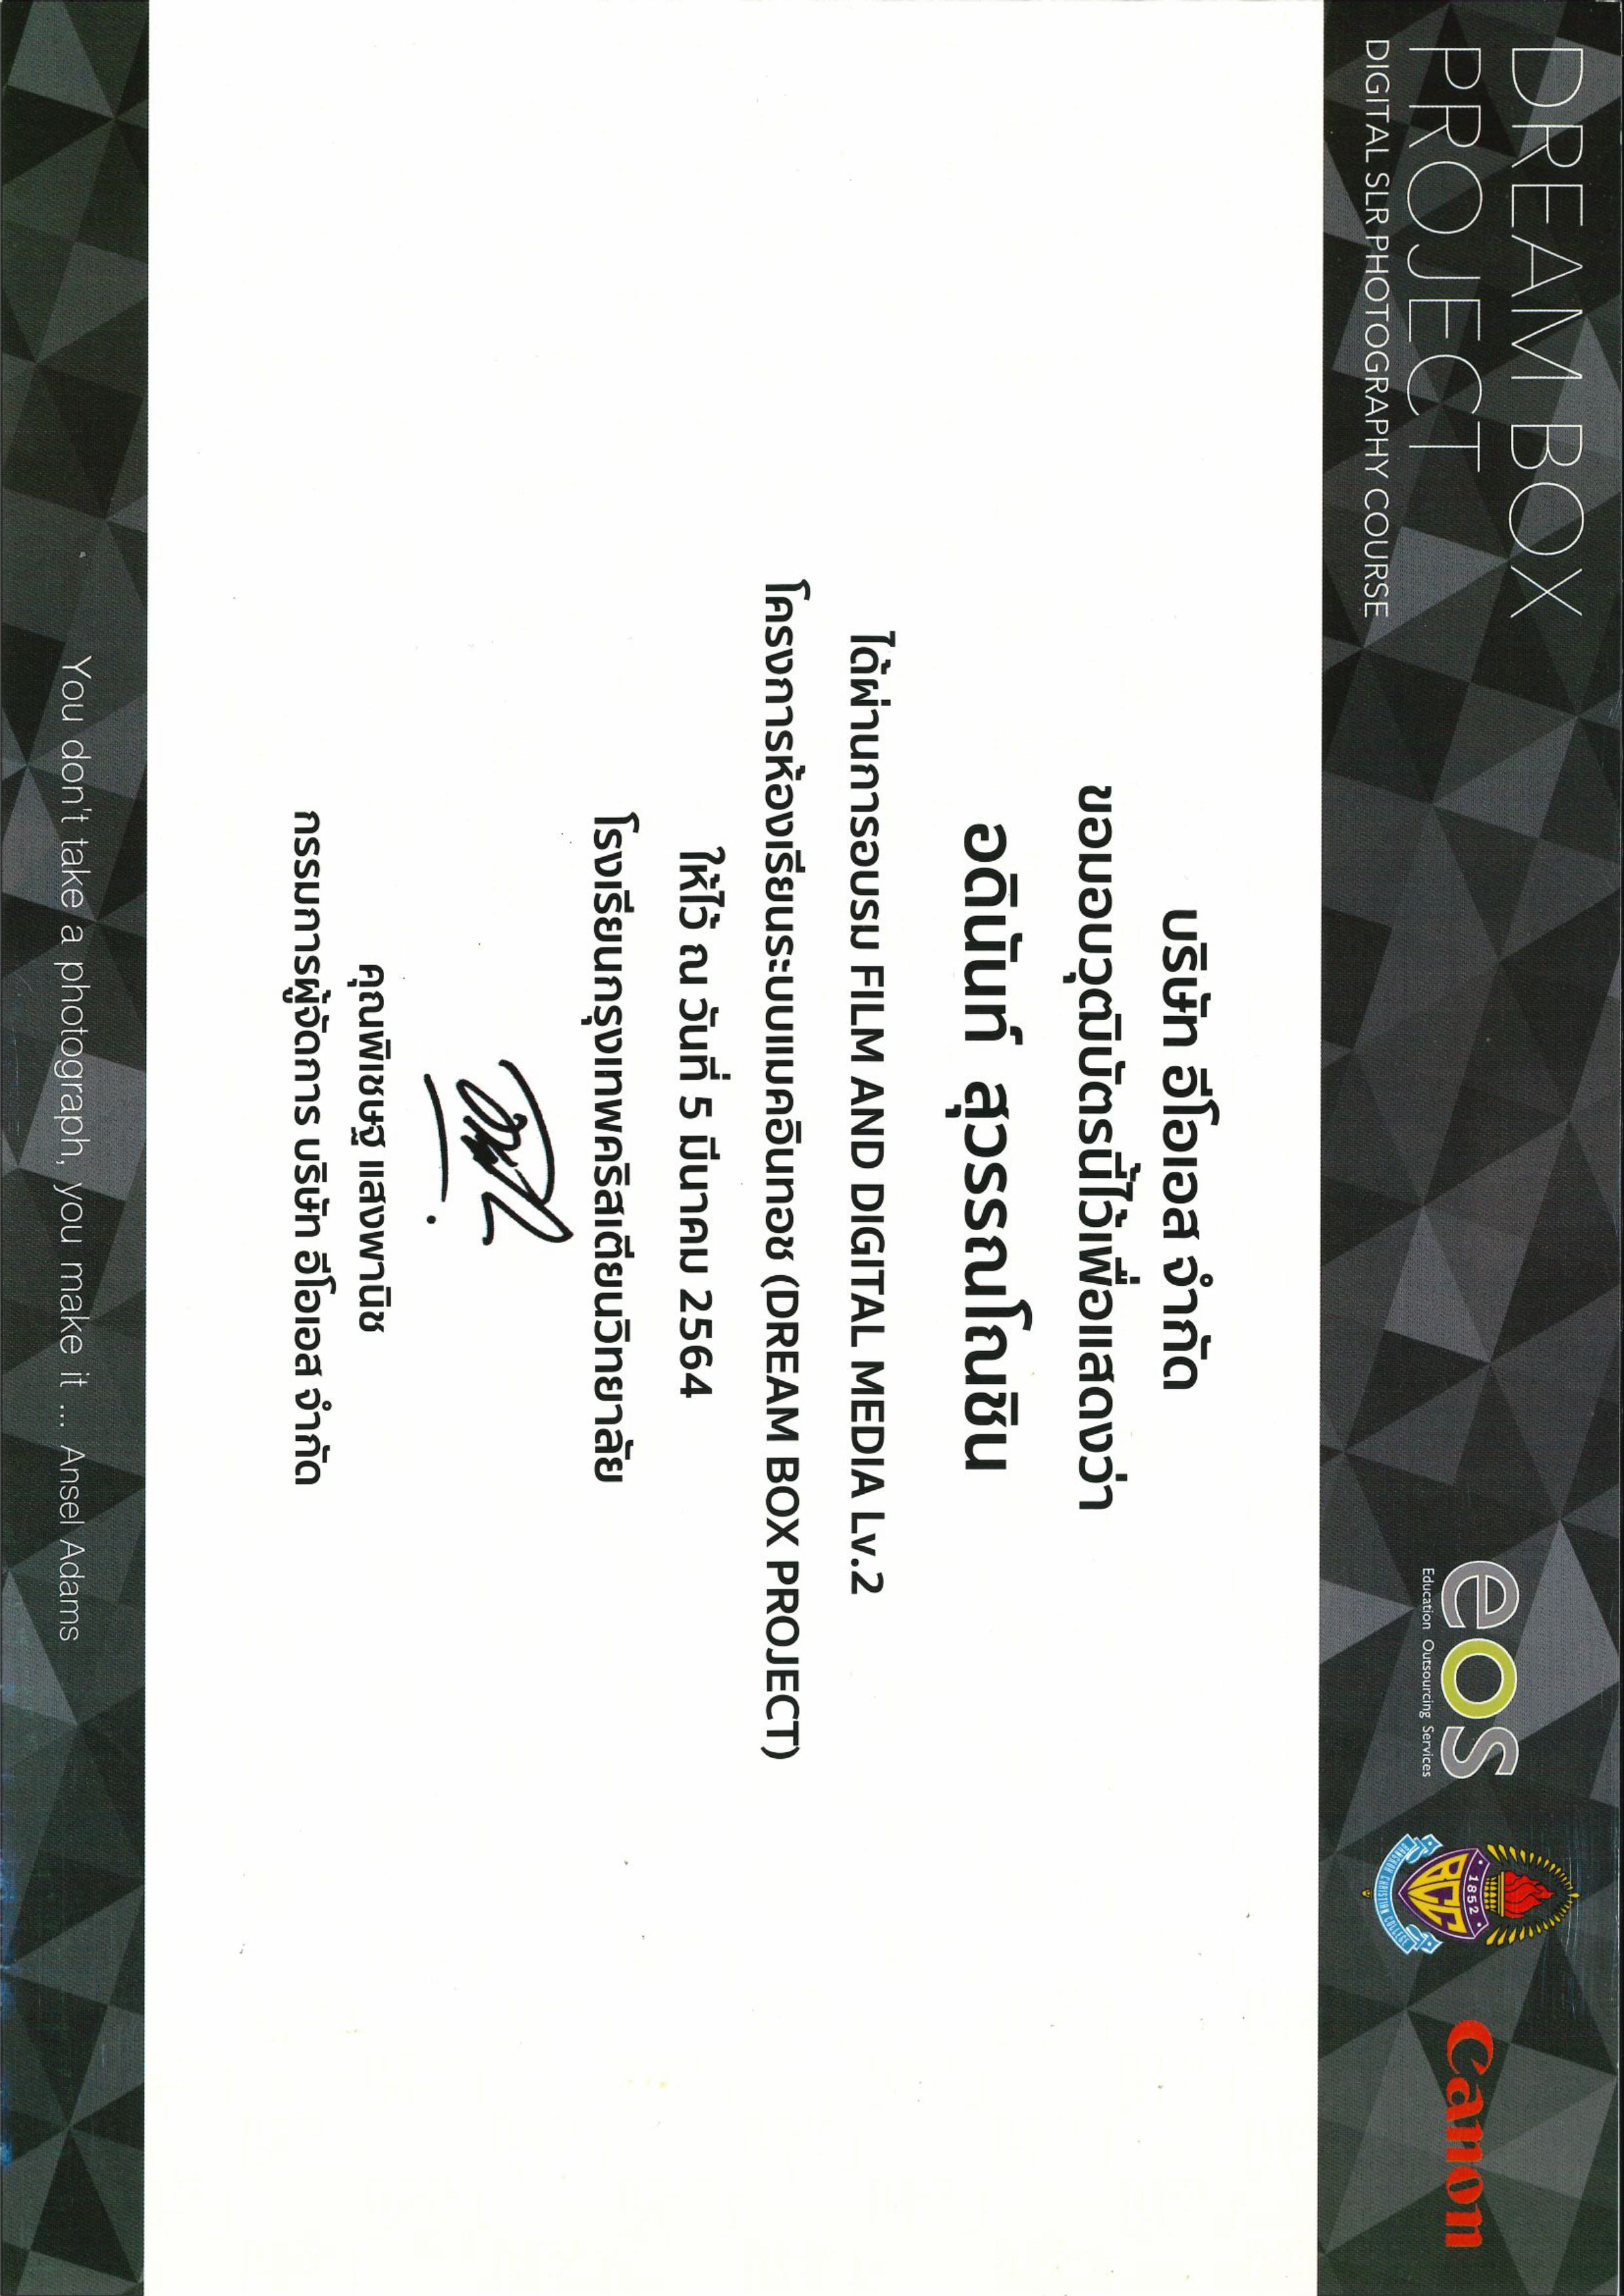 DREAM BOX
PROJECT
DIGITAL SLR PHOTOGRAPHY COURSE
eos
Education Outsourcing Services
1852
BCC
BANGKOK CHRISTIAN COLLEGE
Canon
บริษัท อีโอเอส จำกัด
ขอมอบวุฒิบัตรนี้ไว้เพื่อแสดงว่า
อดินันท์ สุวรรณโณชิน
ได้ผ่านการอบรม FILM AND DIGITAL MEDIA Lv.2
โครงการห้องเรียนระบบแมคอินทอช (DREAM BOX PROJECT)
ให้ไว้ ณ วันที่ 5 มีนาคม 2564
โรงเรียนกรุงเทพคริสเตียนวิทยาลัย
คุณพิเชษฐ แสงพานิช
กรรมการผู้จัดการ บริษัท อีโอเอส จำกัด
You don't take a photograph, you make it ... Ansel Adams